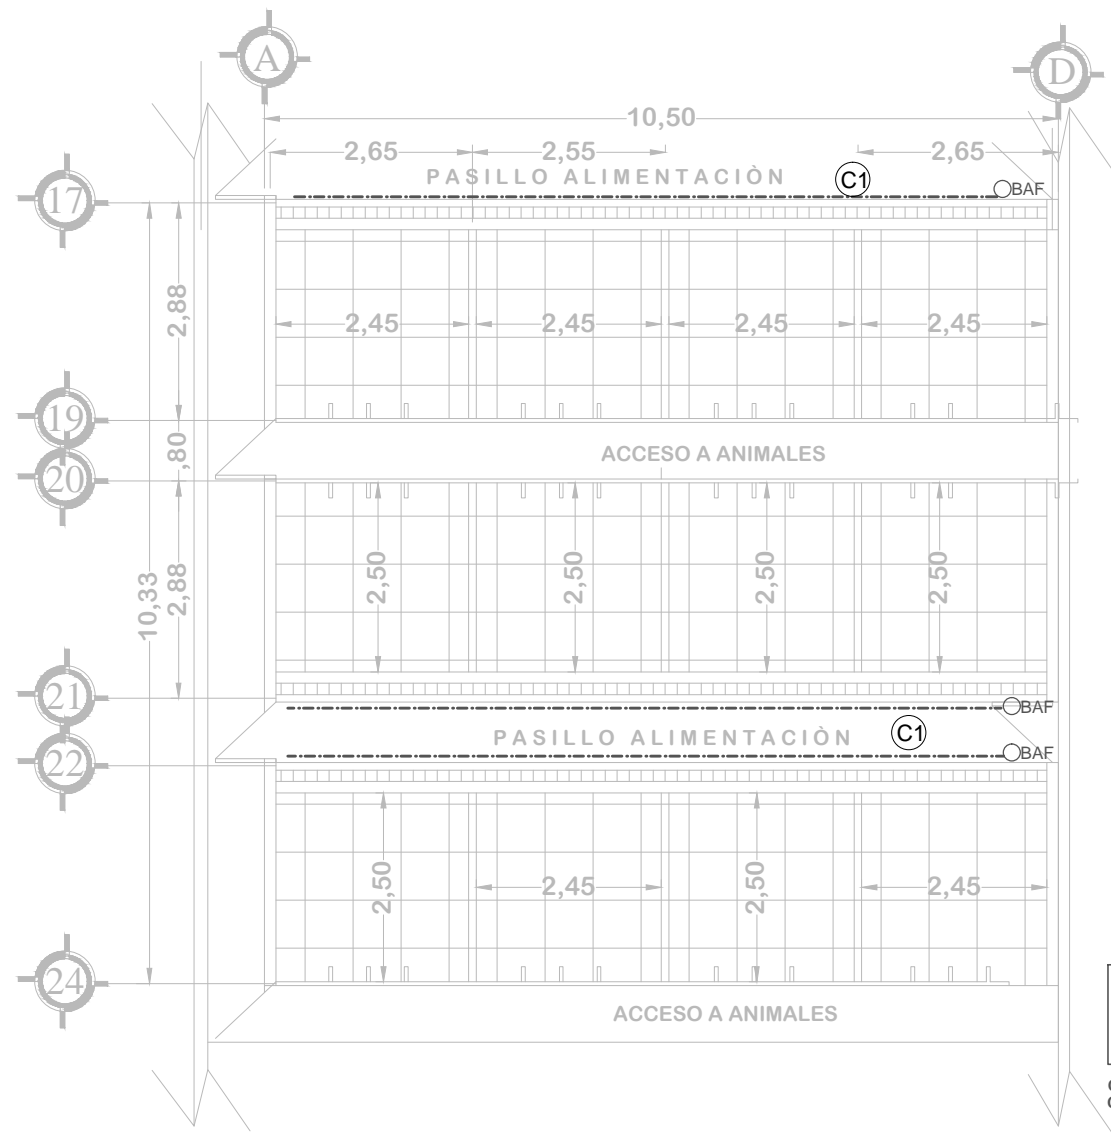 A
D
10,50
2,65
2,55
2,65
PASILLO ALIMENTACIÒN
C1
BAF
17
2,88
2,45
2,45
2,45
2,45
19
,80
ACCESO A ANIMALES
20
10,33
2,88
2,50
2,50
2,50
2,50
21
BAF
PASILLO ALIMENTACIÒN
C1
22
BAF
2,50
2,45
2,50
2,45
24
ACCESO A ANIMALES